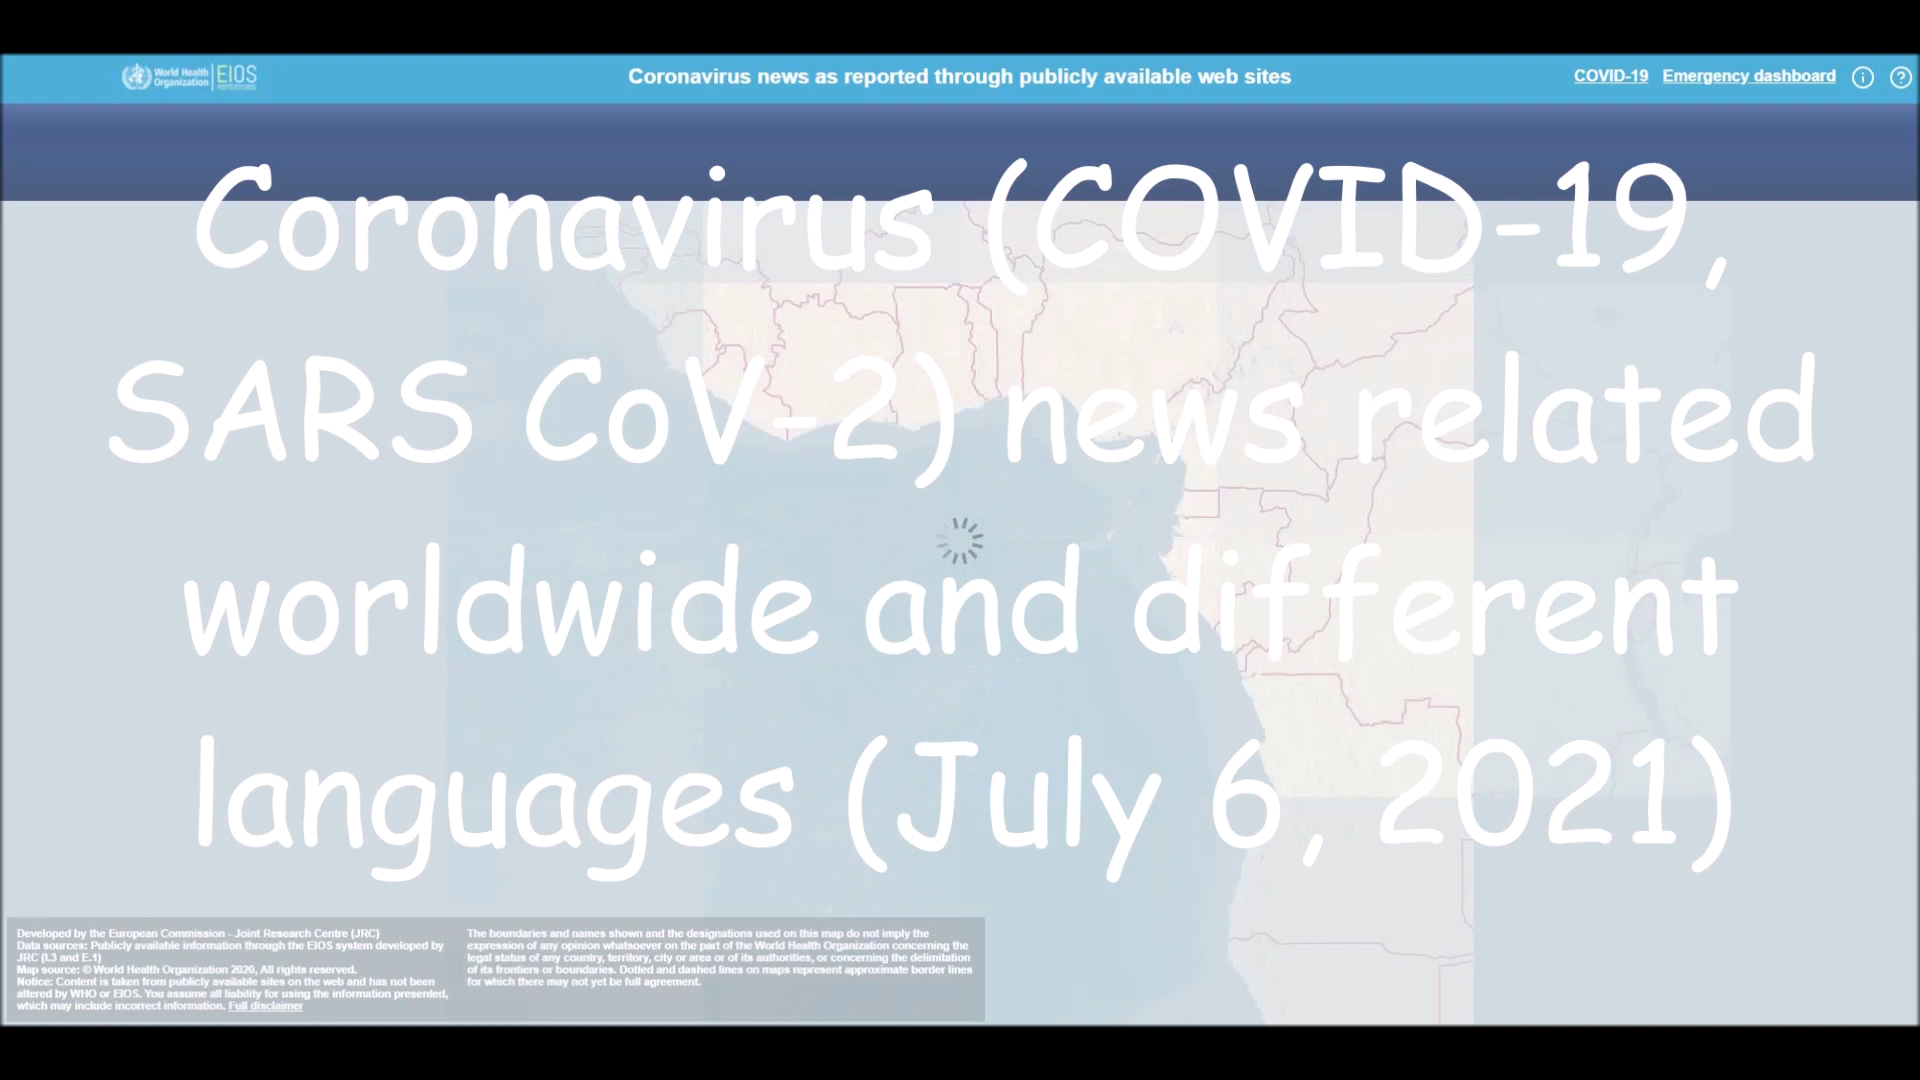 World Health
Organization
EIOS
Coronavirus news as reported through publicly available web sites
COVID-19 Emergency dashboard
Coronavirus (COVID-19,
SARS CoV-2) news related
worldwide and different
languages (July 6, 2021)
Developed by the European Commission - Joint Research Centre (JRC)
Data sources: Publicly available information through the EIOS system developed by
JRC (I.3 and E.1)
Map source: © World Health Organization 2020, All rights reserved.
Notice: Content is taken from publicly available sites on the web and has not been
altered by WHO or EIOS. You assume all liability for using the information presented,
which may include incorrect information. Full disclaimer
The boundaries and names shown and the designations used on this map do not imply the
expression of any opinion whatsoever on the part of the World Health Organization concerning the
legal status of any country, territory, city or area or of its authorities, or concerning the delimitation
of its frontiers or boundaries. Dotted and dashed lines on maps represent approximate border lines
for which there may not yet be full agreement.